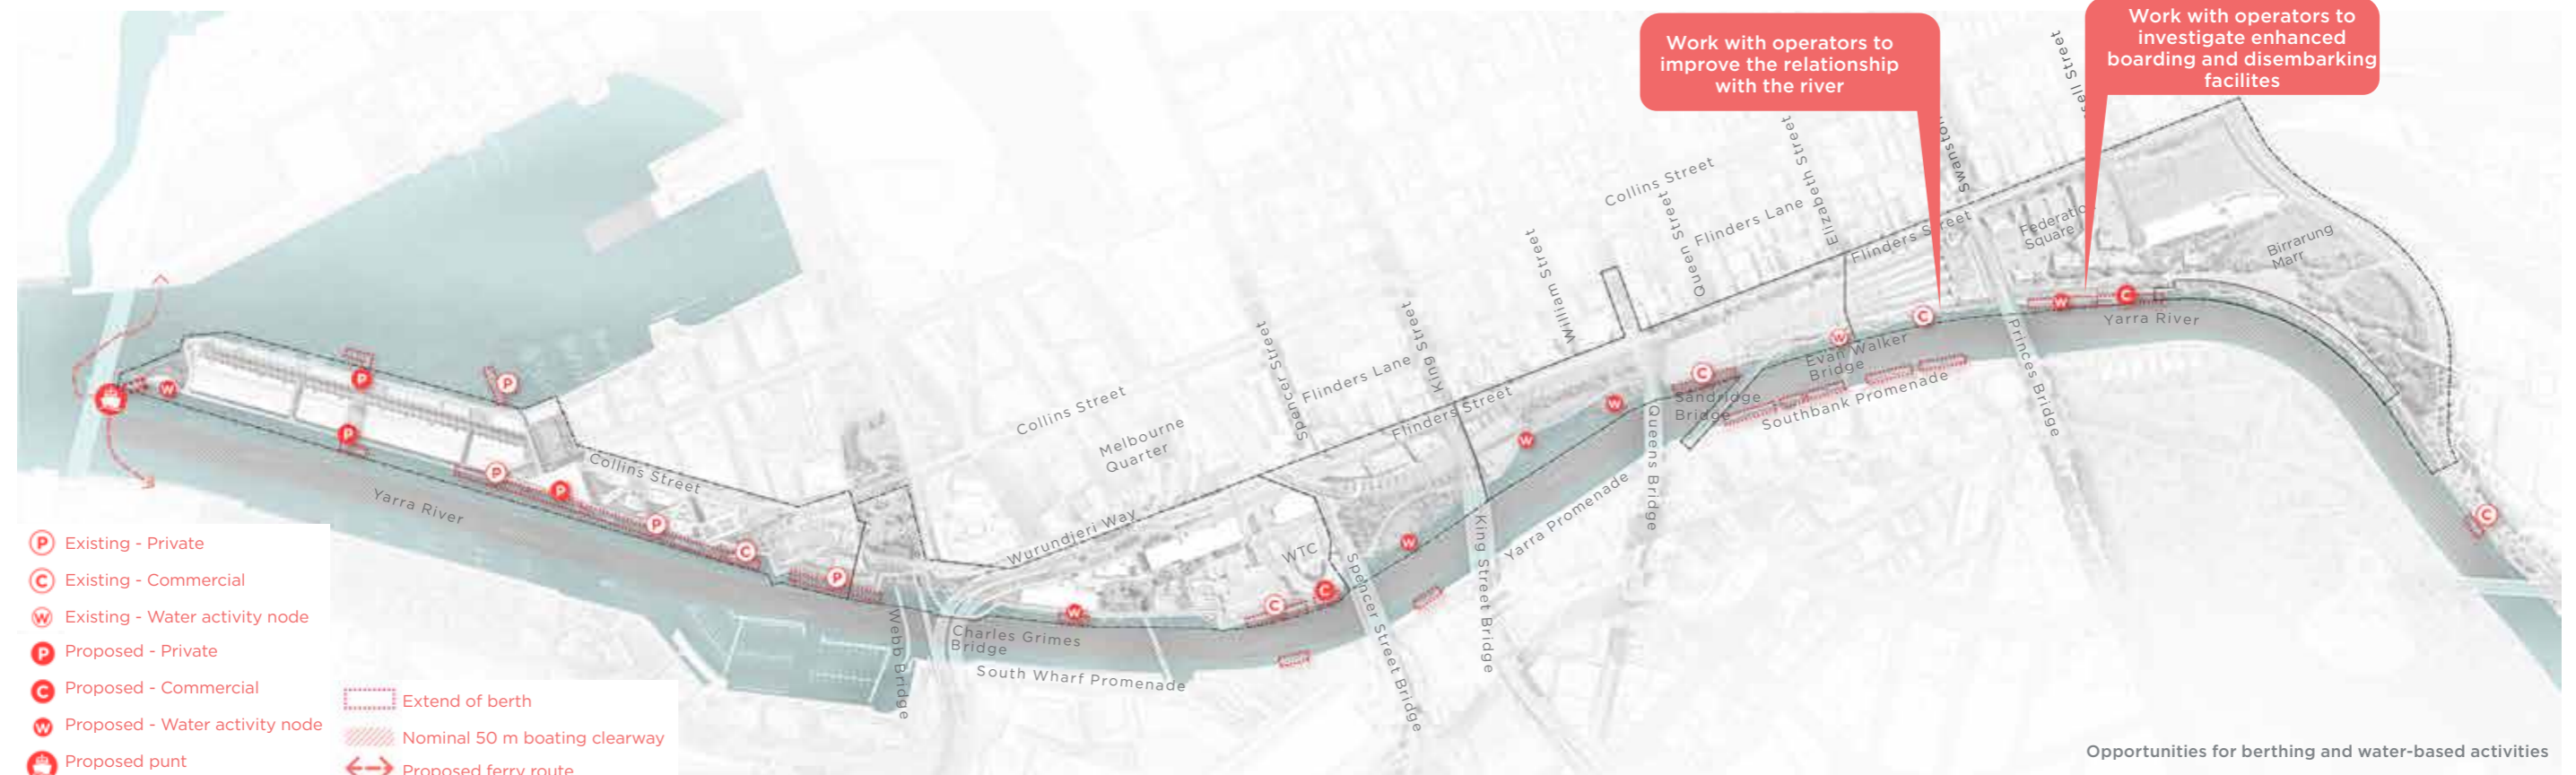 Work with operators to
improve the relationship
with the river
Work with operators to
investigate enhanced
boarding and disembarking
facilites
Street
Swanston
Elizabeth Street
Collins Street
Queen Street
Flinders Lane
Flinders Street
Federatio
Square
Birrarung
Marr
William Street
King Street
Spencer Street
Flinders Lane
Flinders Street
Collins Street
Melbourne
Quarter
Wurundjeri Way
WTC
Collins Street
Yarra River
Yarra River
Evan Walker
Bridge
Sandridge
Bridge
Southbank Promenade
Princes Bridge
Queens Bridge
Yarra Promenade
King Street Bridge
Spencer Street Bridge
Webb Bridge
Charles Grimes
Bridge
South Wharf Promenade
P
P
P
P
P
P
P
C
C
C
C
C
C
C
W
W
W
W
W
W
W
P Existing - Private
C Existing - Commercial
W Existing - Water activity node
P Proposed - Private
C Proposed - Commercial
W Proposed - Water activity node
Proposed punt
Extend of berth
Nominal 50 m boating clearway
Proposed ferry route
Opportunities for berthing and water-based activities